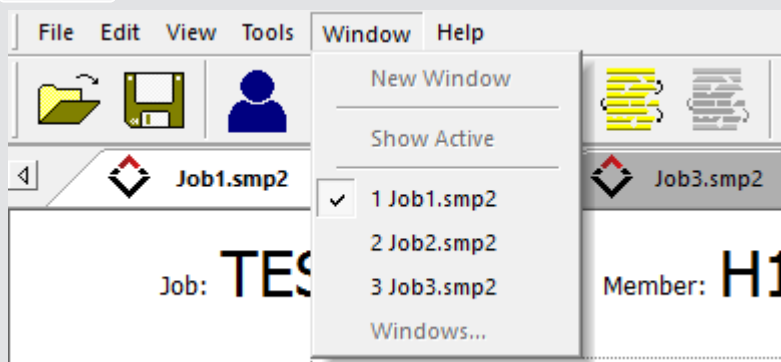 File Edit View Tools Window Help
New Window
Show Active
Job1.smp2 Job3.smp2
1 Job1.smp2
2 Job2.smp2
3 Job3.smp2
Windows...
Job: Member: